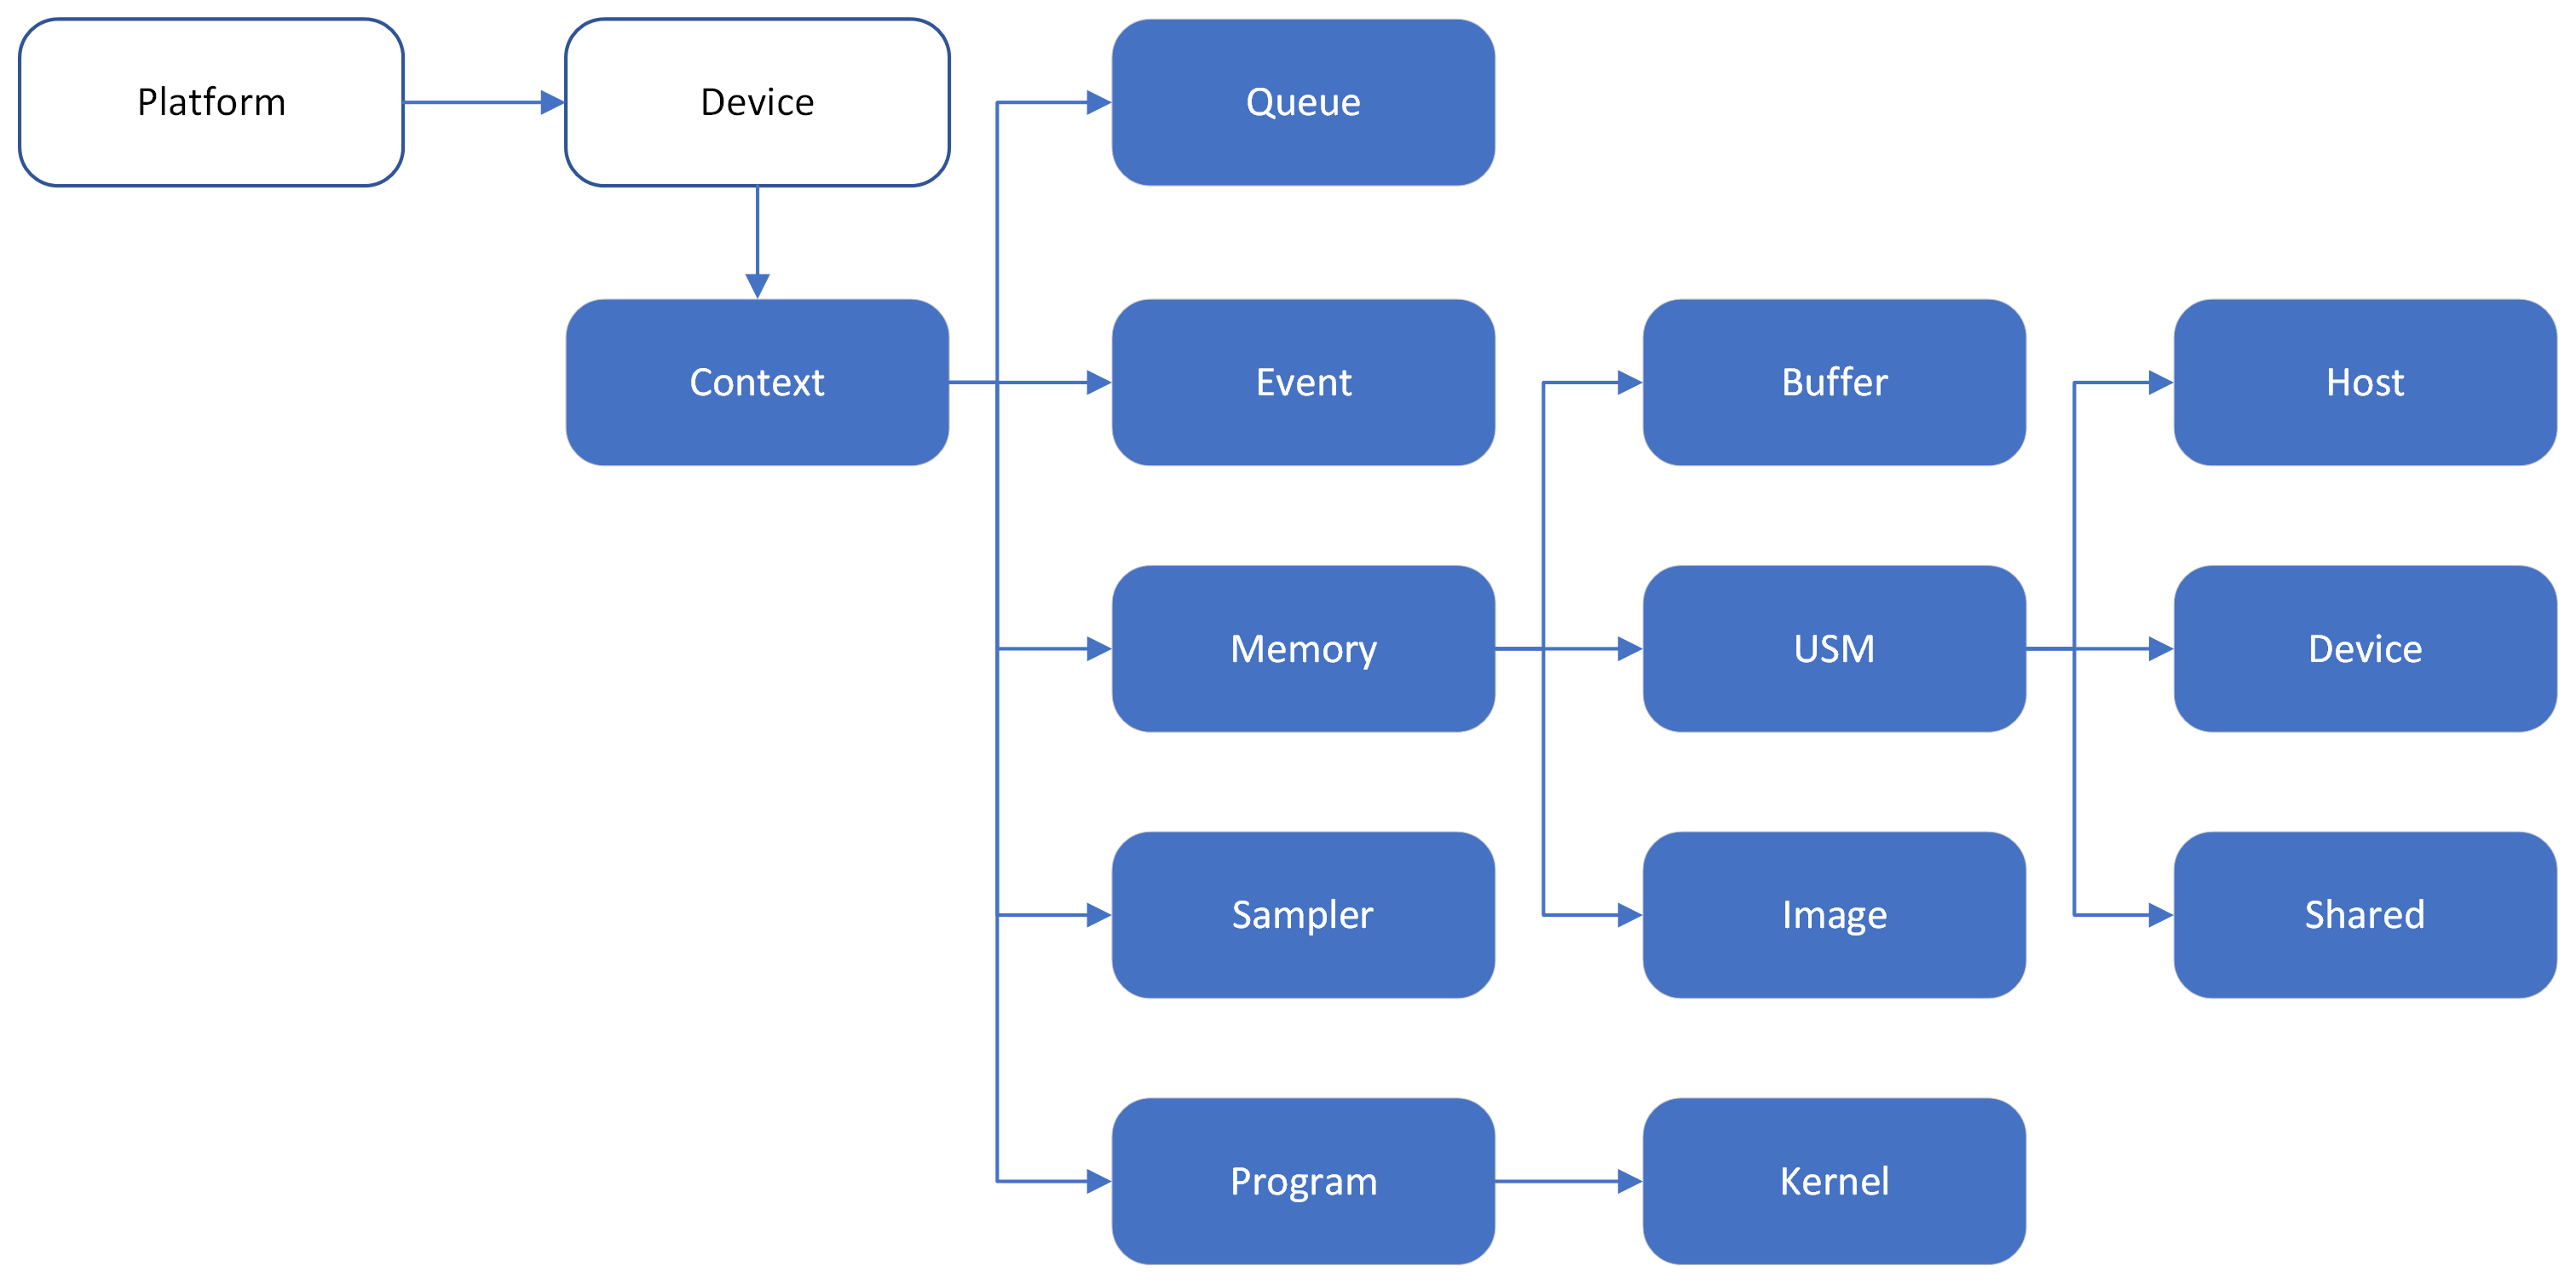 Platform
Device
Queue
Context
Event
Buffer
Host
Memory
USM
Device
Sampler
Image
Shared
Program
Kernel